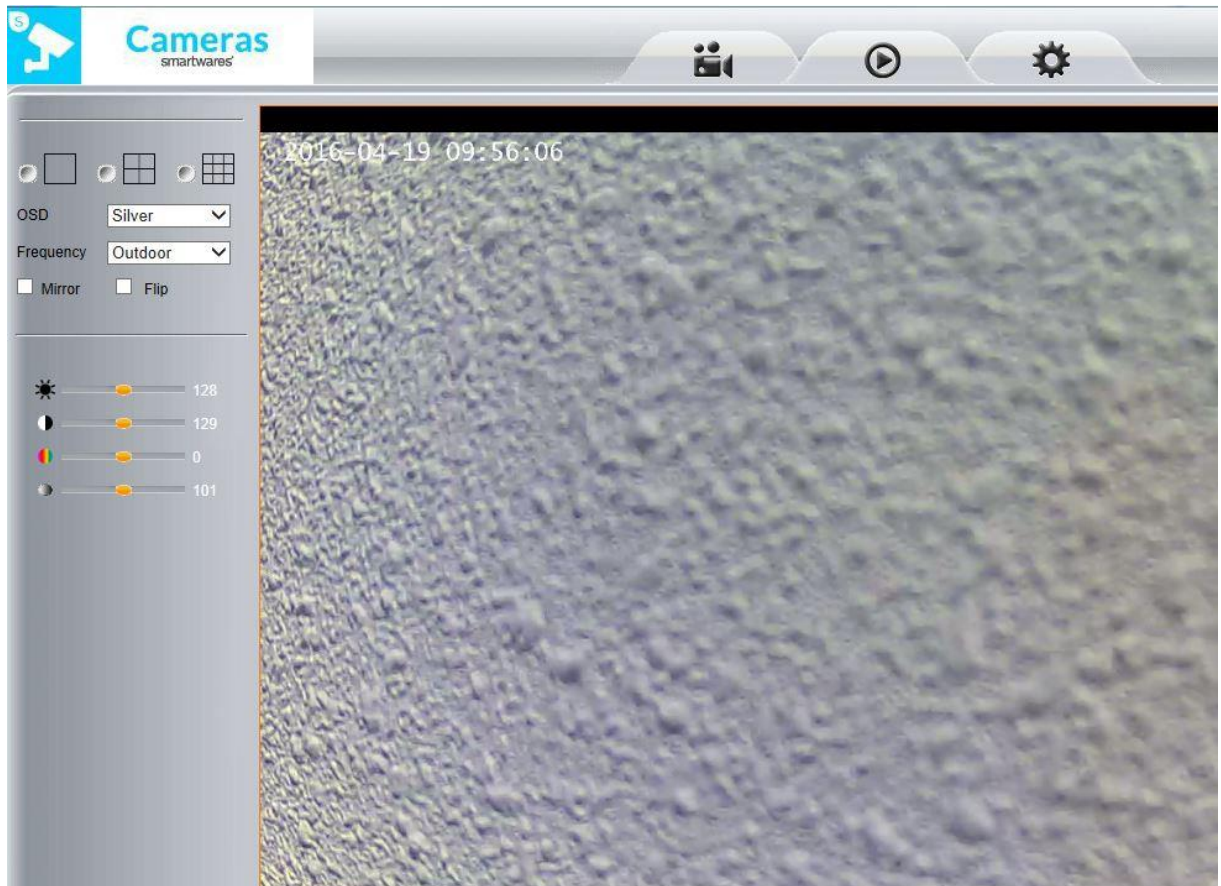 S
Cameras
smartwares
2016-04-19 09:56:06
OSD Silver
Frequency Outdoor
Mirror Flip
128
129
0
101